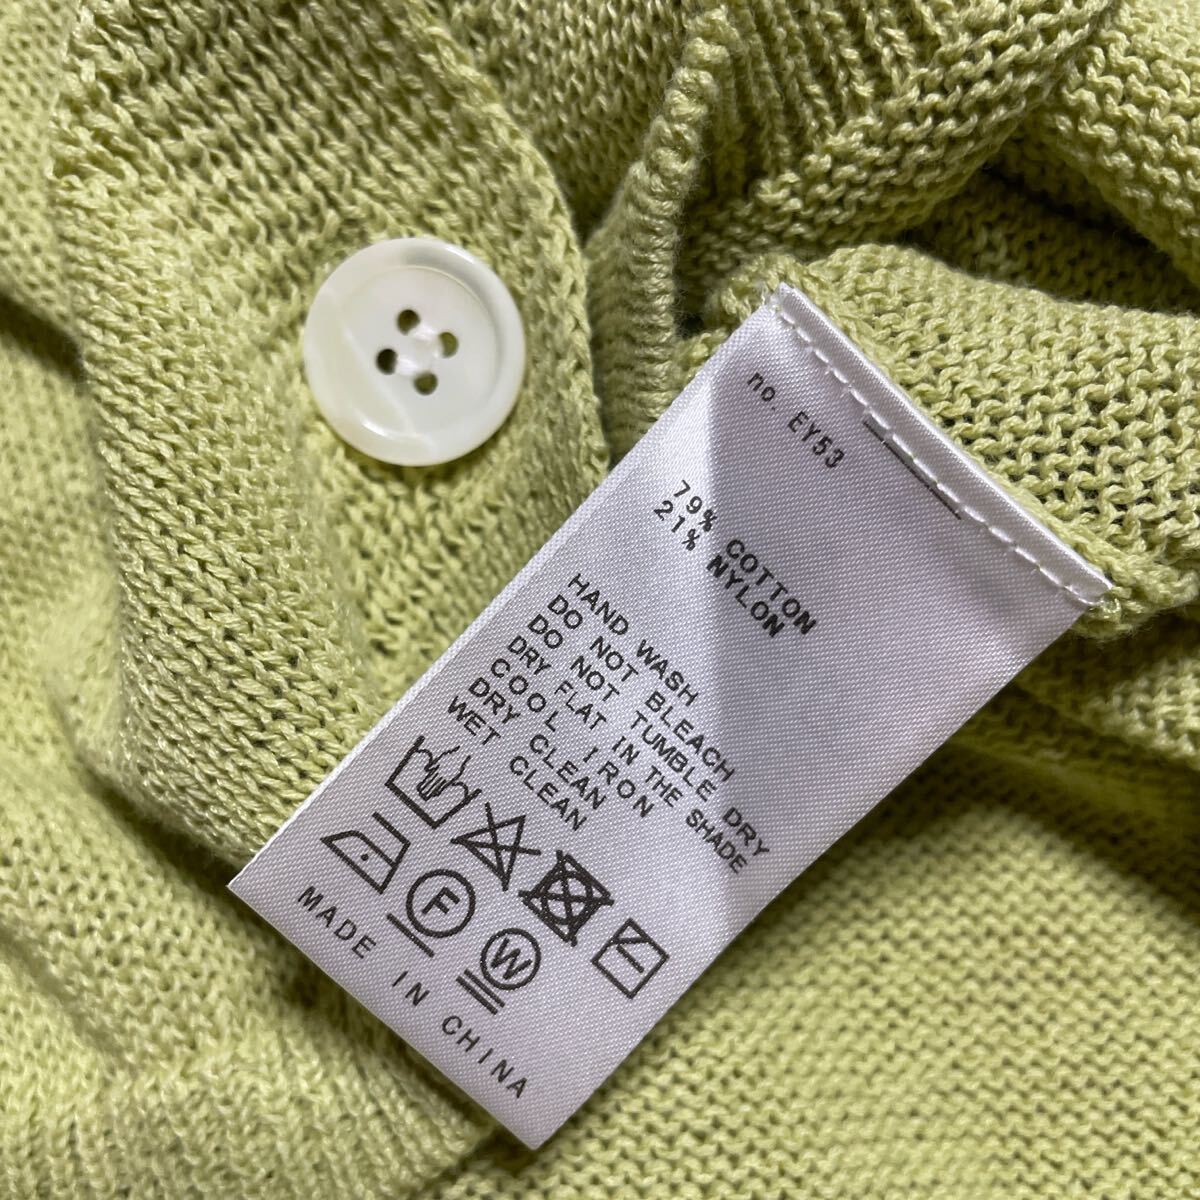 no. EY53
79% COTTON
21% NYLON
HAND WASH
DO NOT BLEACH
DO NOT TUMBLE DRY
DRY FLAT IN THE SHADE
COOL IRON
DRY CLEAN
WET CLEAN
F
W
MADE IN CHINA